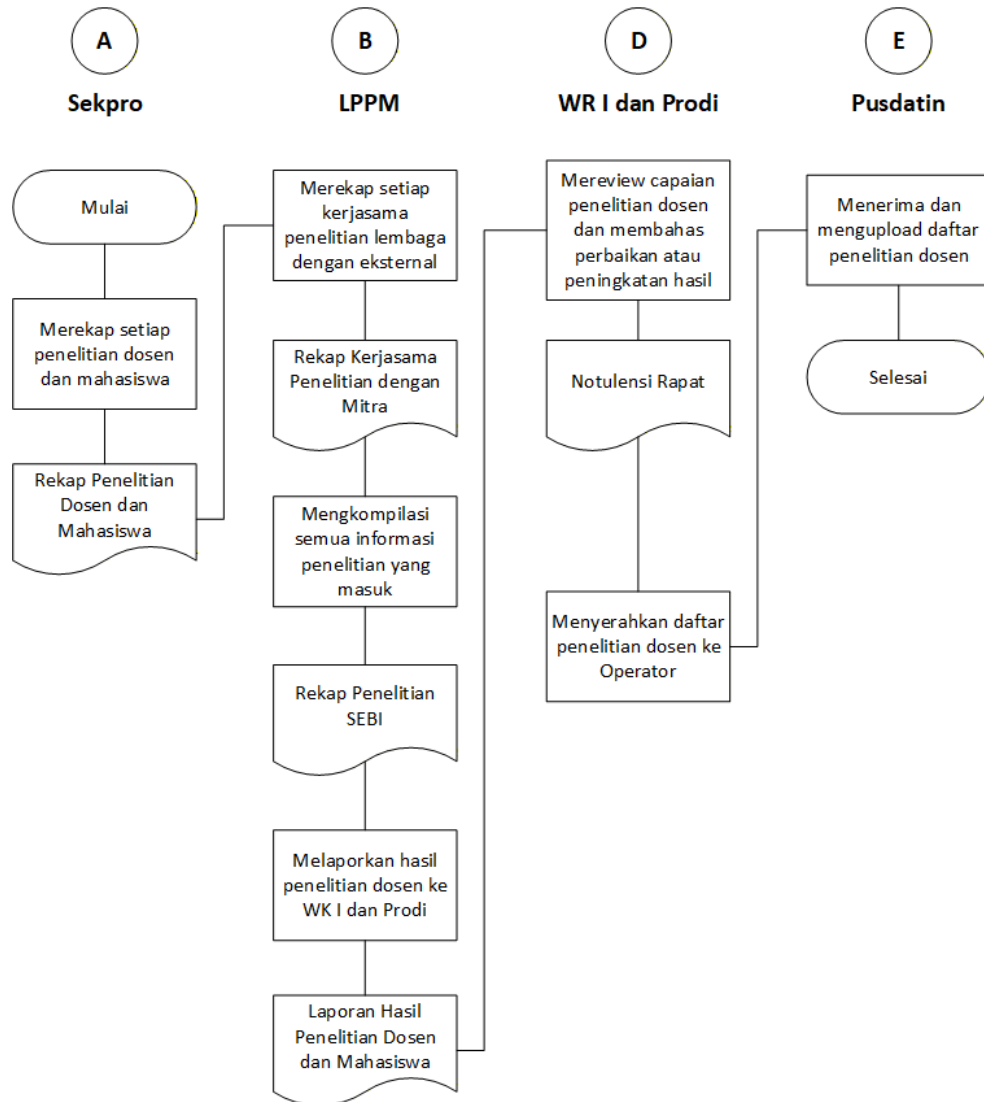 A
Sekpro
Mulai
Merekap setiap
penelitian dosen
dan mahasiswa
Rekap Penelitian
Dosen dan
Mahasiswa
B
LPPM
Merekap setiap
kerjasama
penelitian lembaga
dengan eksternal
Rekap Kerjasama
Penelitian dengan
Mitra
Mengkompilasi
semua informasi
penelitian yang
masuk
Rekap Penelitian
SEBI
Melaporkan hasil
penelitian dosen ke
WK I dan Prodi
Laporan Hasil
Penelitian Dosen
dan Mahasiswa
D
WR I dan Prodi
Mereview capaian
penelitian dosen
dan membahas
perbaikan atau
peningkatan hasil
Notulensi Rapat
Menyerahkan daftar
penelitian dosen ke
Operator
E
Pusdatin
Menerima dan
mengupload daftar
penelitian dosen
Selesai